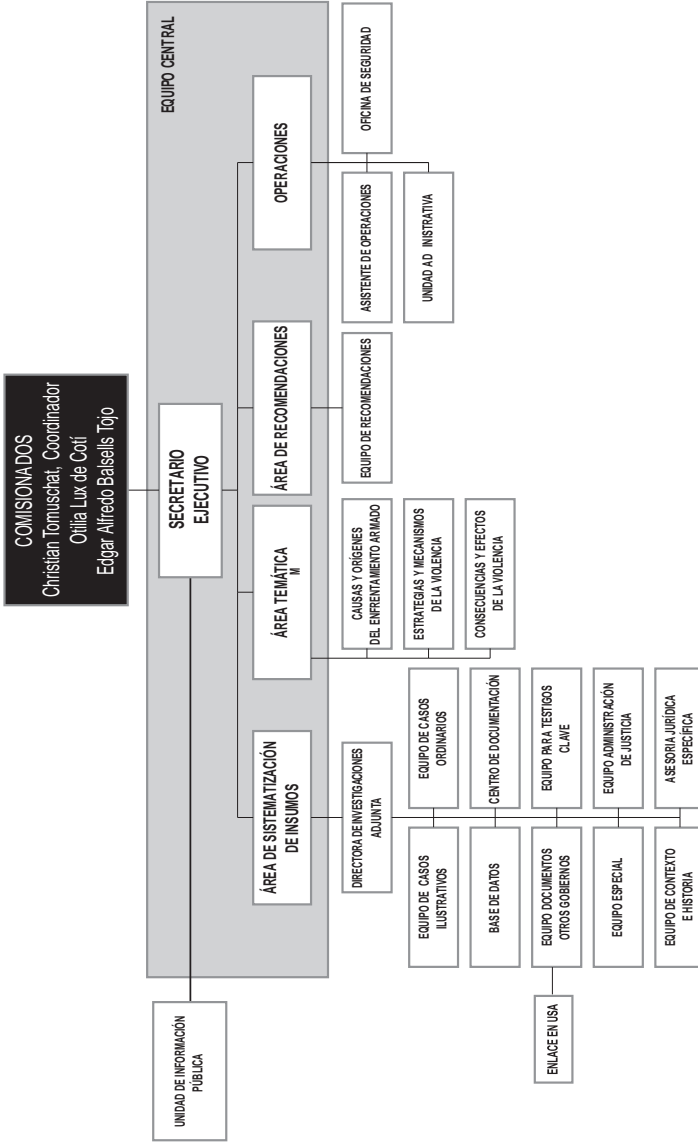 COMISIONADOS
Christian Tomuschat, Coordinador
Otilia Lux de Cotí
Edgar Alfredo Balsells Tojo
EQUIPO CENTRAL
SECRETARIO
EJECUTIVO
UNIDAD DE INFORMACIÓN
PÚBLICA
ÁREA DE SISTEMATIZACIÓN
DE INSUMOS
ÁREA TEMÁTICA
M
ÁREA DE RECOMENDACIONES
OPERACIONES
DIRECTORA DE INVESTIGACIONES
ADJUNTA
EQUIPO DE CASOS
ILUSTRATIVOS
EQUIPO DE CASOS
ORDINARIOS
BASE DE DATOS
CENTRO DE DOCUMENTACIÓN
ENLACE EN USA
EQUIPO DOCUMENTOS
OTROS GOBIERNOS
EQUIPO PARA TESTIGOS
CLAVE
EQUIPO ESPECIAL
EQUIPO ADMINISTRACIÓN
DE JUSTICIA
EQUIPO DE CONTEXTO
E HISTORIA
ASESORIA JURÍDICA
ESPECÍFICA
CAUSAS Y ORÍGENES
DEL ENFRENTAMIENTO ARMADO
ESTRATEGIAS Y MECANISMOS
DE LA VIOLENCIA
CONSECUENCIAS Y EFECTOS
DE LA VIOLENCIA
EQUIPO DE RECOMENDACIONES
ASISTENTE DE OPERACIONES
OFICINA DE SEGURIDAD
UNIDAD AD INISTRATIVA